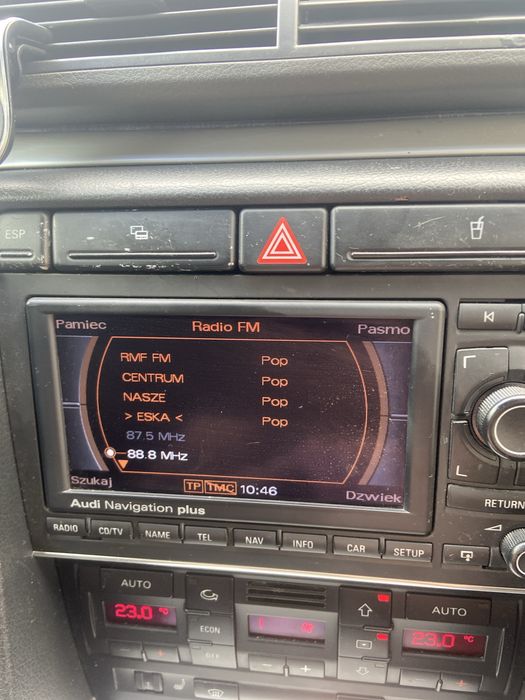 ESP
Pamiec Radio FM Pasmo
RMF FM Pop
CENTRUM Pop
NASZE Pop
> ESKA < Pop
87.5 MHz
88.8 MHz
Szukaj TP TMC 10:46 Dzwiek
Audi Navigation plus
RETURN
RADIO CD/TV NAME TEL NAV INFO CAR SETUP
AUTO AUTO
23.0 °C 23.0 °C
ECON
OFF